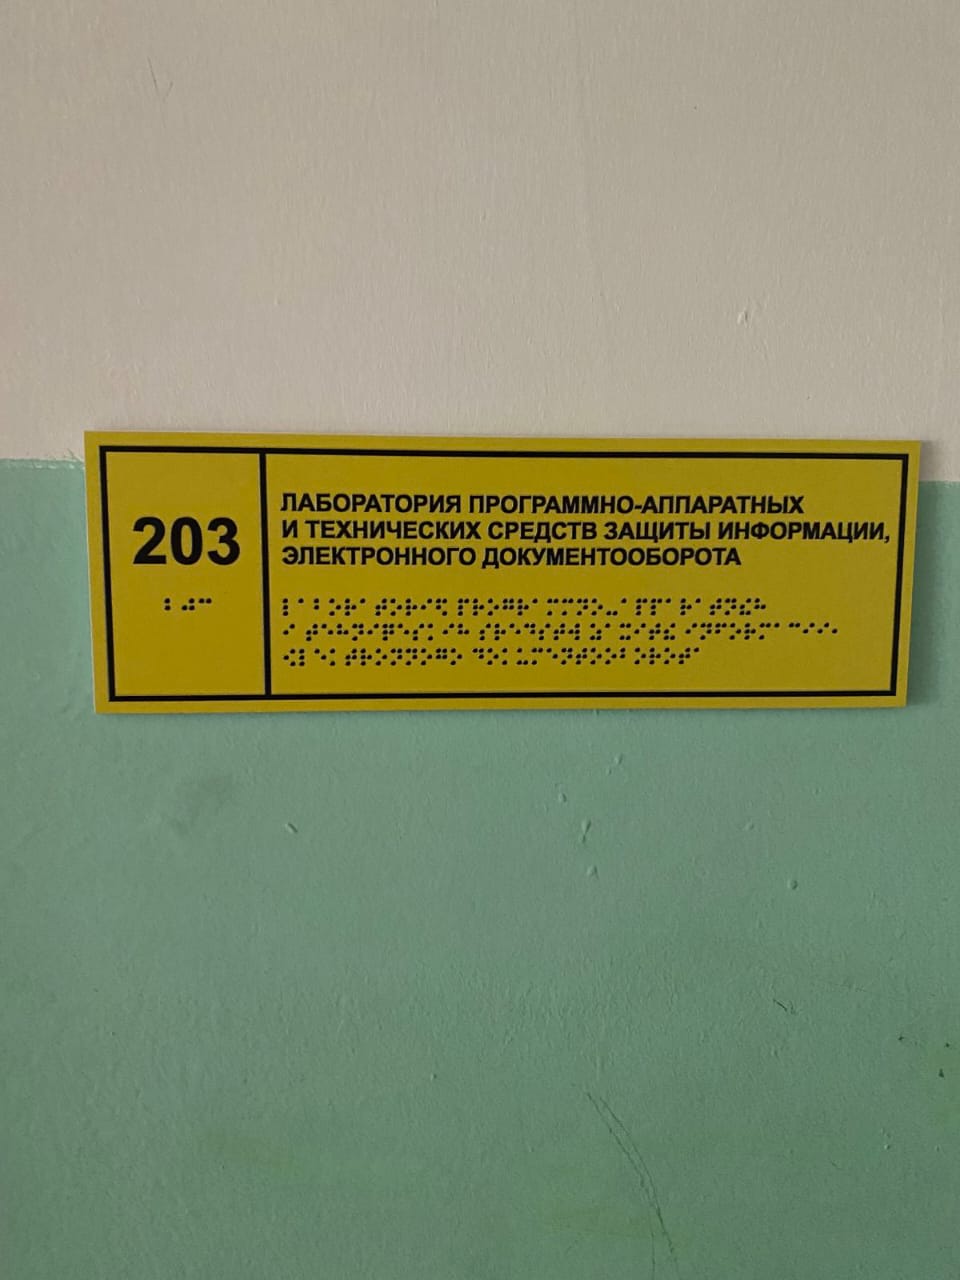 203
ЛАБОРАТОРИЯ ПРОГРАММНО-АППАРАТНЫХ
И ТЕХНИЧЕСКИХ СРЕДСТВ ЗАЩИТЫ ИНФОРМАЦИИ,
ЭЛЕКТРОННОГО ДОКУМЕНТООБОРОТА